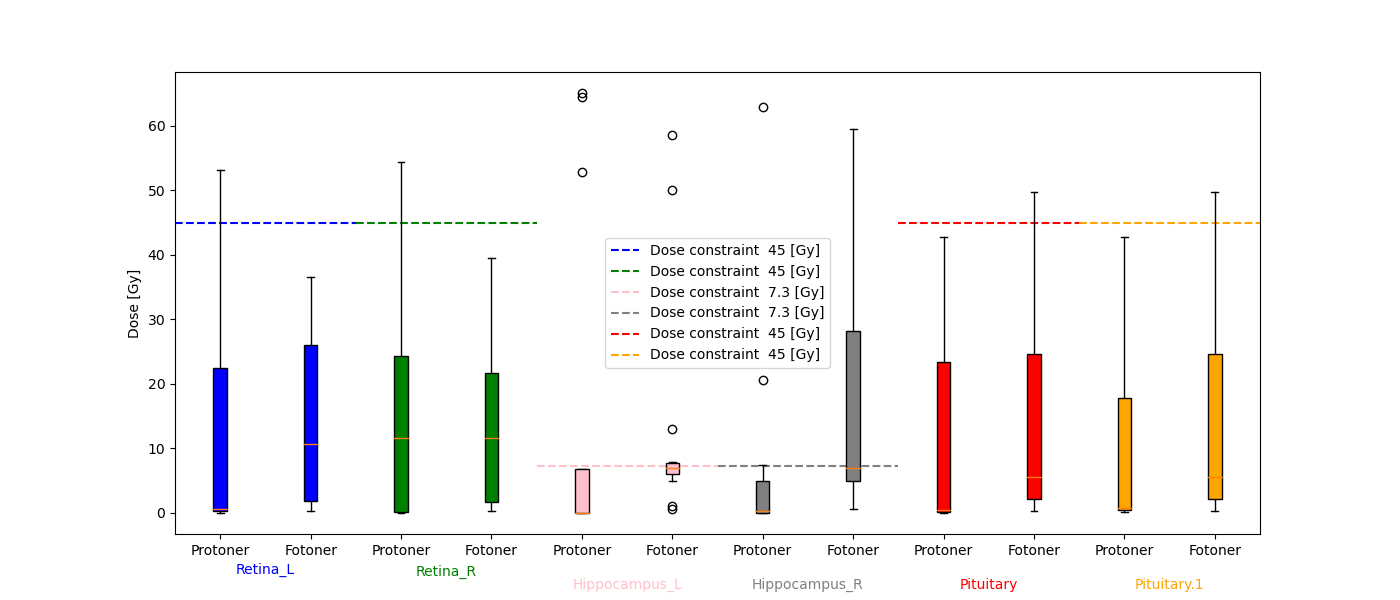 60
50
40
30
20
10
0
Dose [Gy]
Dose constraint  45 [Gy]
Dose constraint  45 [Gy]
Dose constraint  7.3 [Gy]
Dose constraint  7.3 [Gy]
Dose constraint  45 [Gy]
Dose constraint  45 [Gy]
Protoner Fotoner Protoner Fotoner Protoner Fotoner Protoner Fotoner Protoner Fotoner Protoner Fotoner
Retina_L Retina_R Hippocampus_L Hippocampus_R Pituitary Pituitary.1